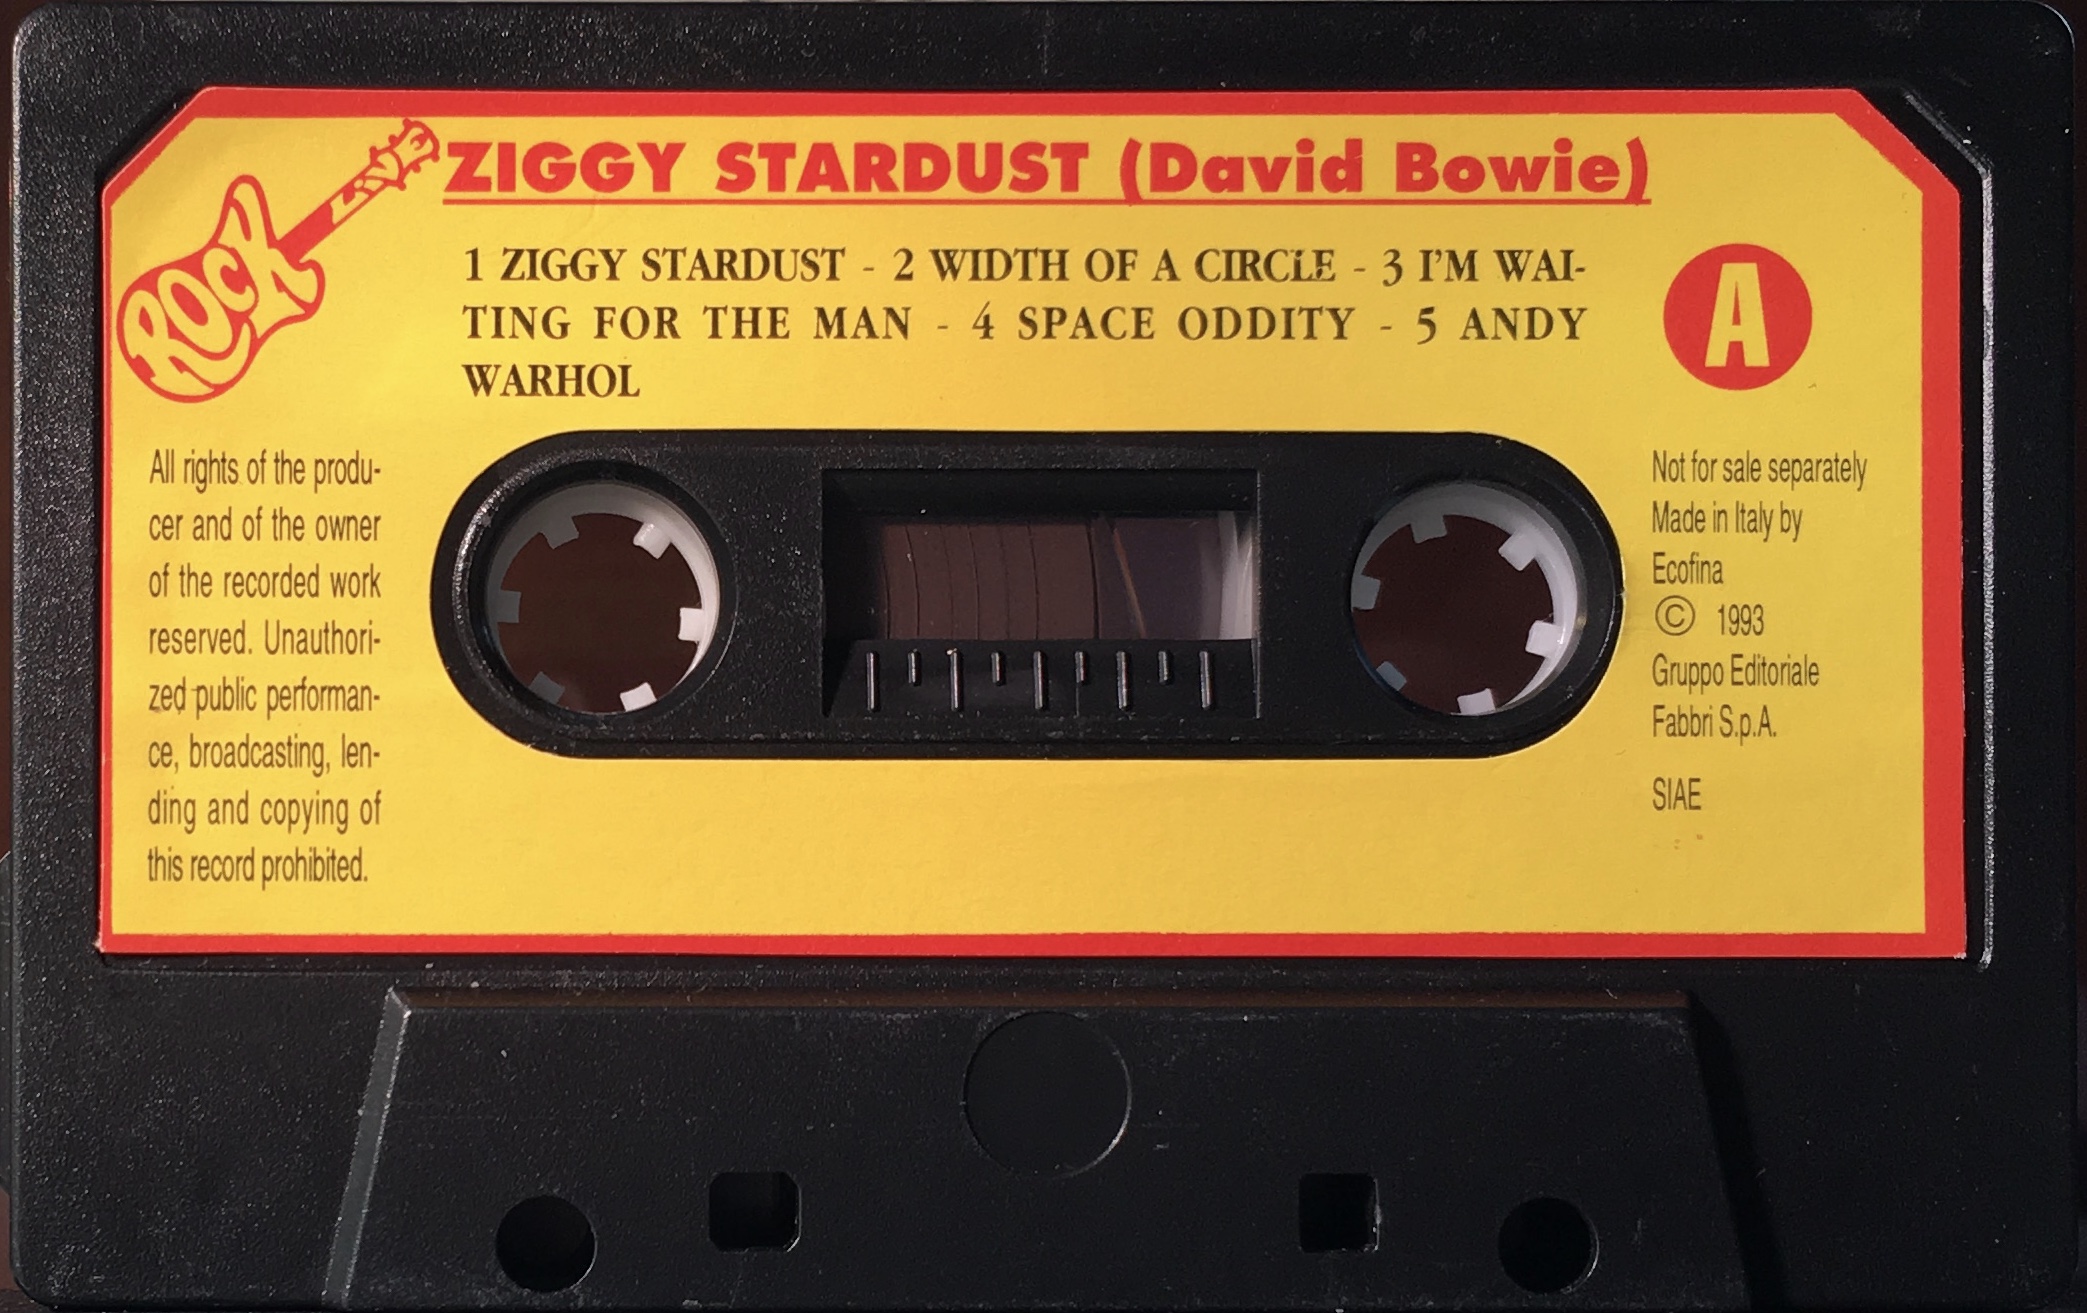 ROCK
LIVE
ZIGGY STARDUST (David Bowie)
1 ZIGGY STARDUST - 2 WIDTH OF A CIRCLE - 3 I'M WAI-
TING FOR THE MAN - 4 SPACE ODDITY - 5 ANDY
WARHOL
A
All rights of the produ-
cer and of the owner
of the recorded work
reserved. Unauthori-
zed public performan-
ce, broadcasting, len-
ding and copying of
this record prohibited.
Not for sale separately
Made in Italy by
Ecofina
© 1993
Gruppo Editoriale
Fabbri S.p.A.
SIAE